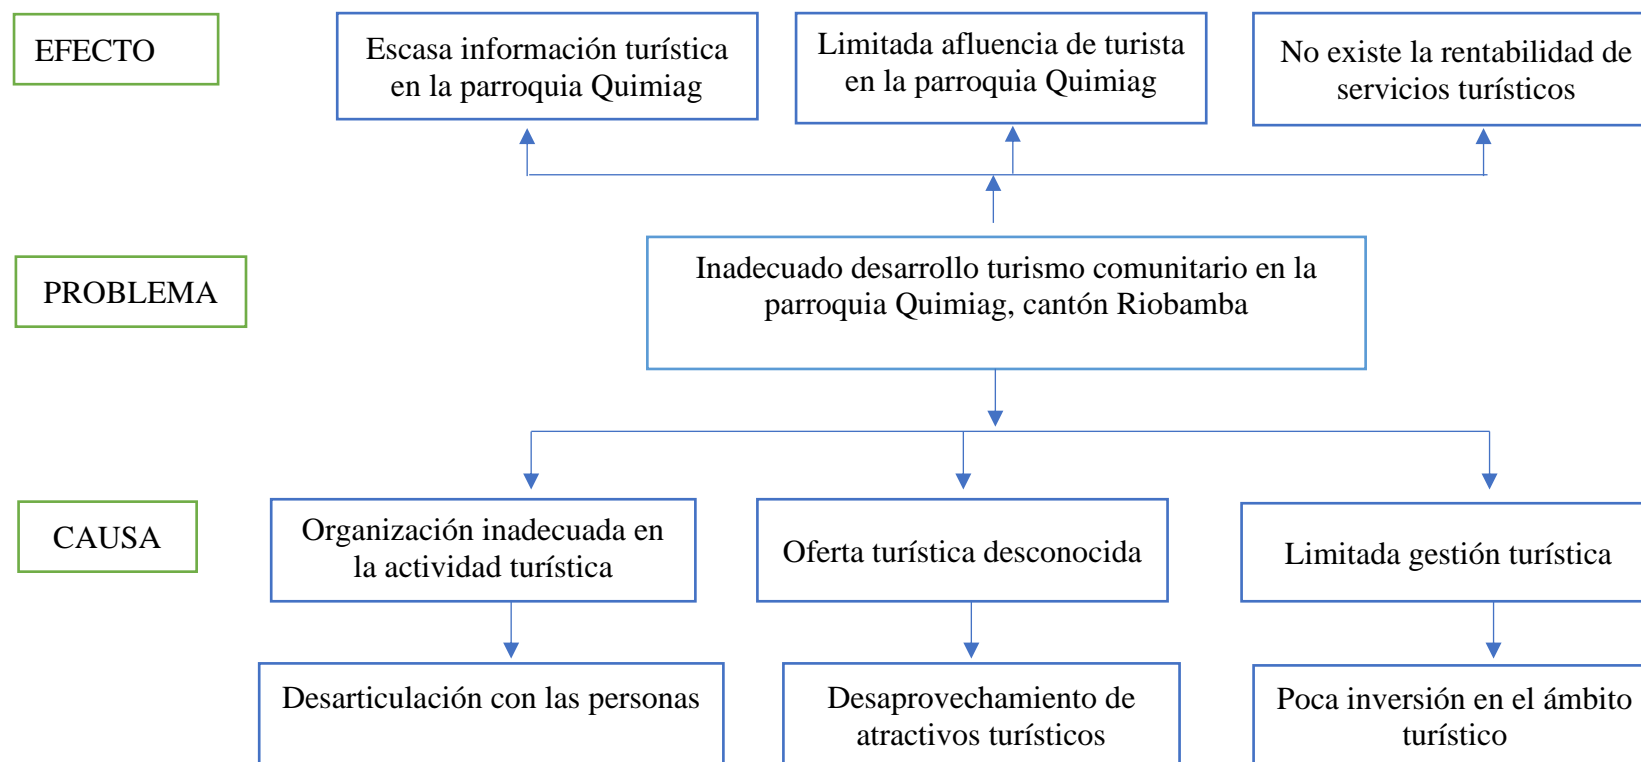 EFECTO
Escasa información turística
en la parroquia Quimiag
Limitada afluencia de turista
en la parroquia Quimiag
No existe la rentabilidad de
servicios turísticos
PROBLEMA
Inadecuado desarrollo turismo comunitario en la
parroquia Quimiag, cantón Riobamba
CAUSA
Organización inadecuada en
la actividad turística
Oferta turística desconocida
Limitada gestión turística
Desarticulación con las personas
Desaprovechamiento de
atractivos turísticos
Poca inversión en el ámbito
turístico